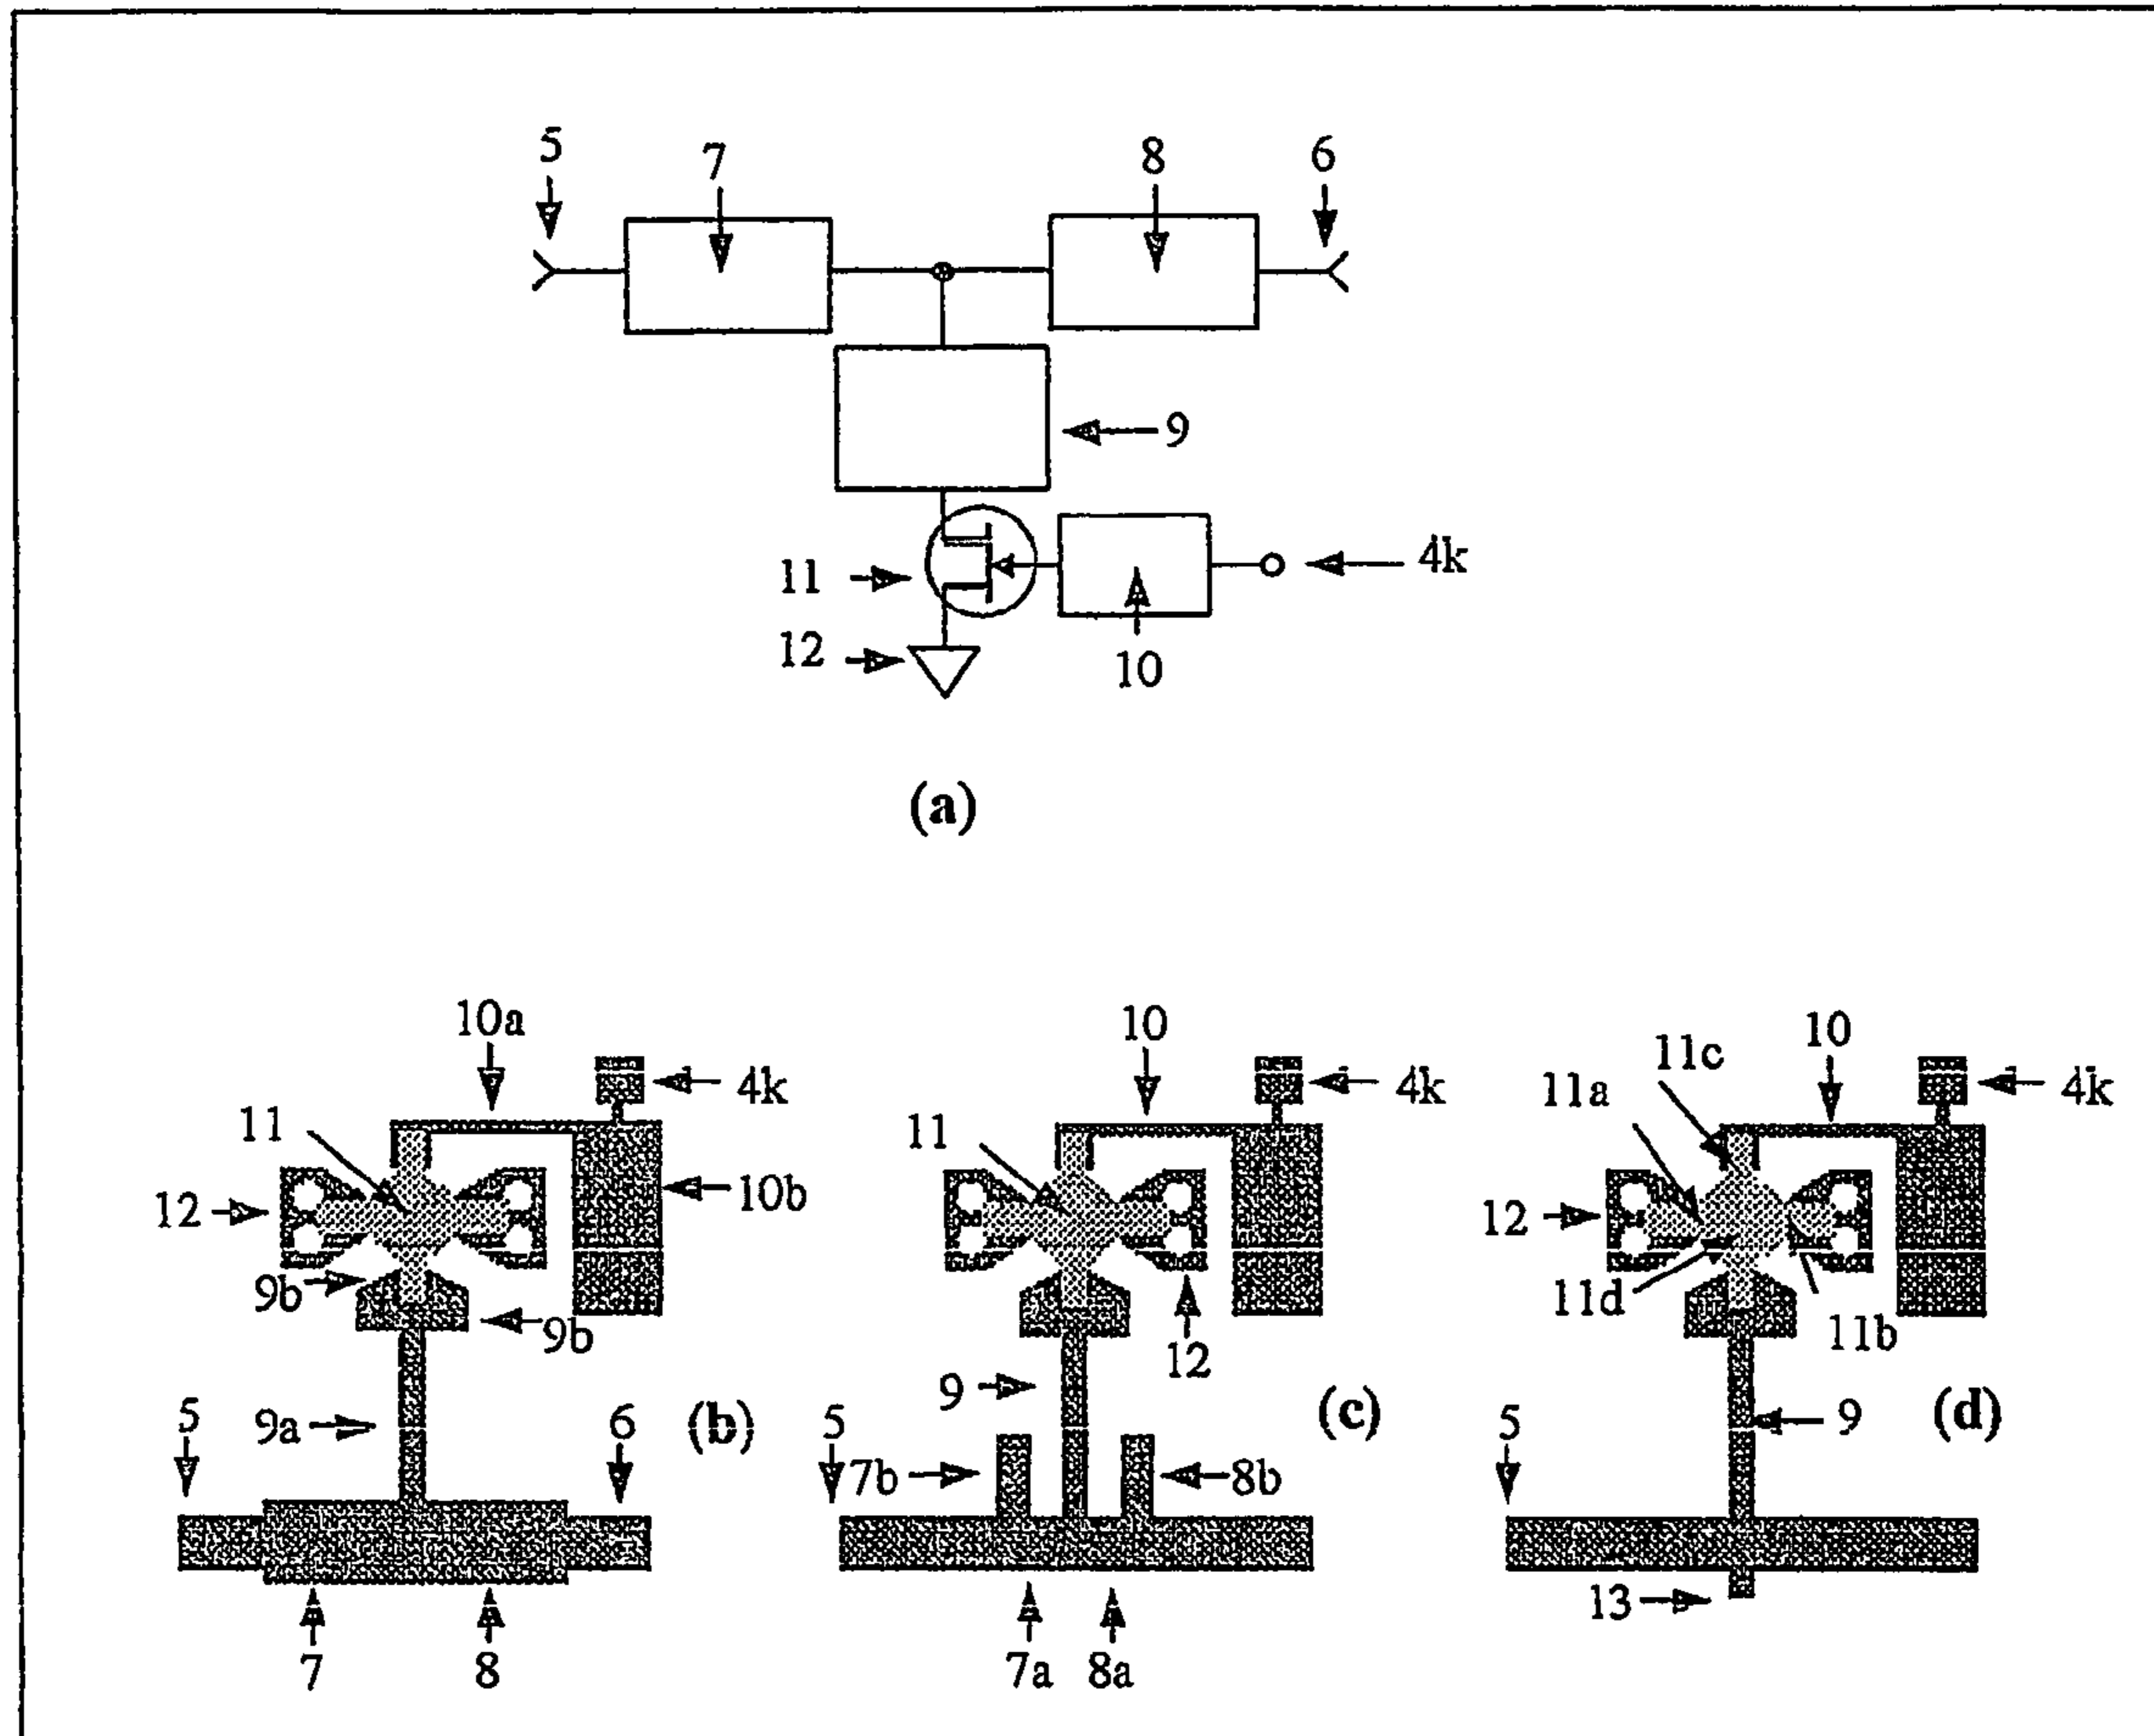 5 7 8 6
9
11 4k
12 10
(a)
10a 10 11c 10
4k 4k 11a 4k
11 11
12 10b 12
9b 11d
9b 12 11b
5 9a 6 (b) 5 9 (c) 5 9 (d)
7b 8b
13
7 8 7a 8a